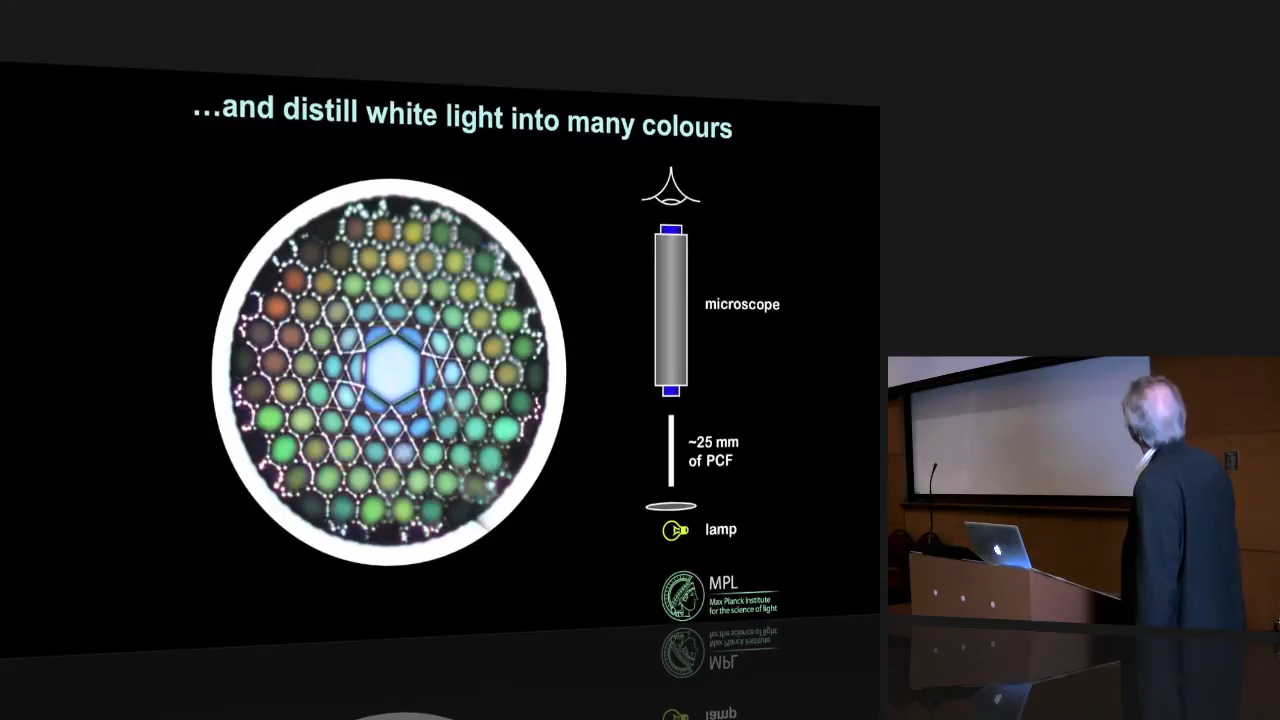 ...and distill white light into many colours
microscope
~25 mm
of PCF
lamp
MPL
Max Planck Institute
for the science of light